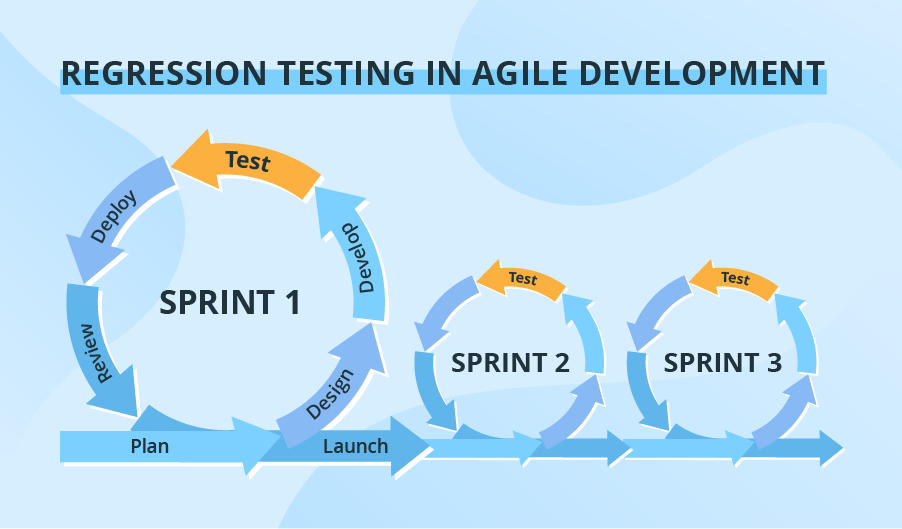 REGRESSION TESTING IN AGILE DEVELOPMENT
Test
Deploy
Develop
SPRINT 1
Review
Design
Plan
Launch
Test
SPRINT 2
Test
SPRINT 3